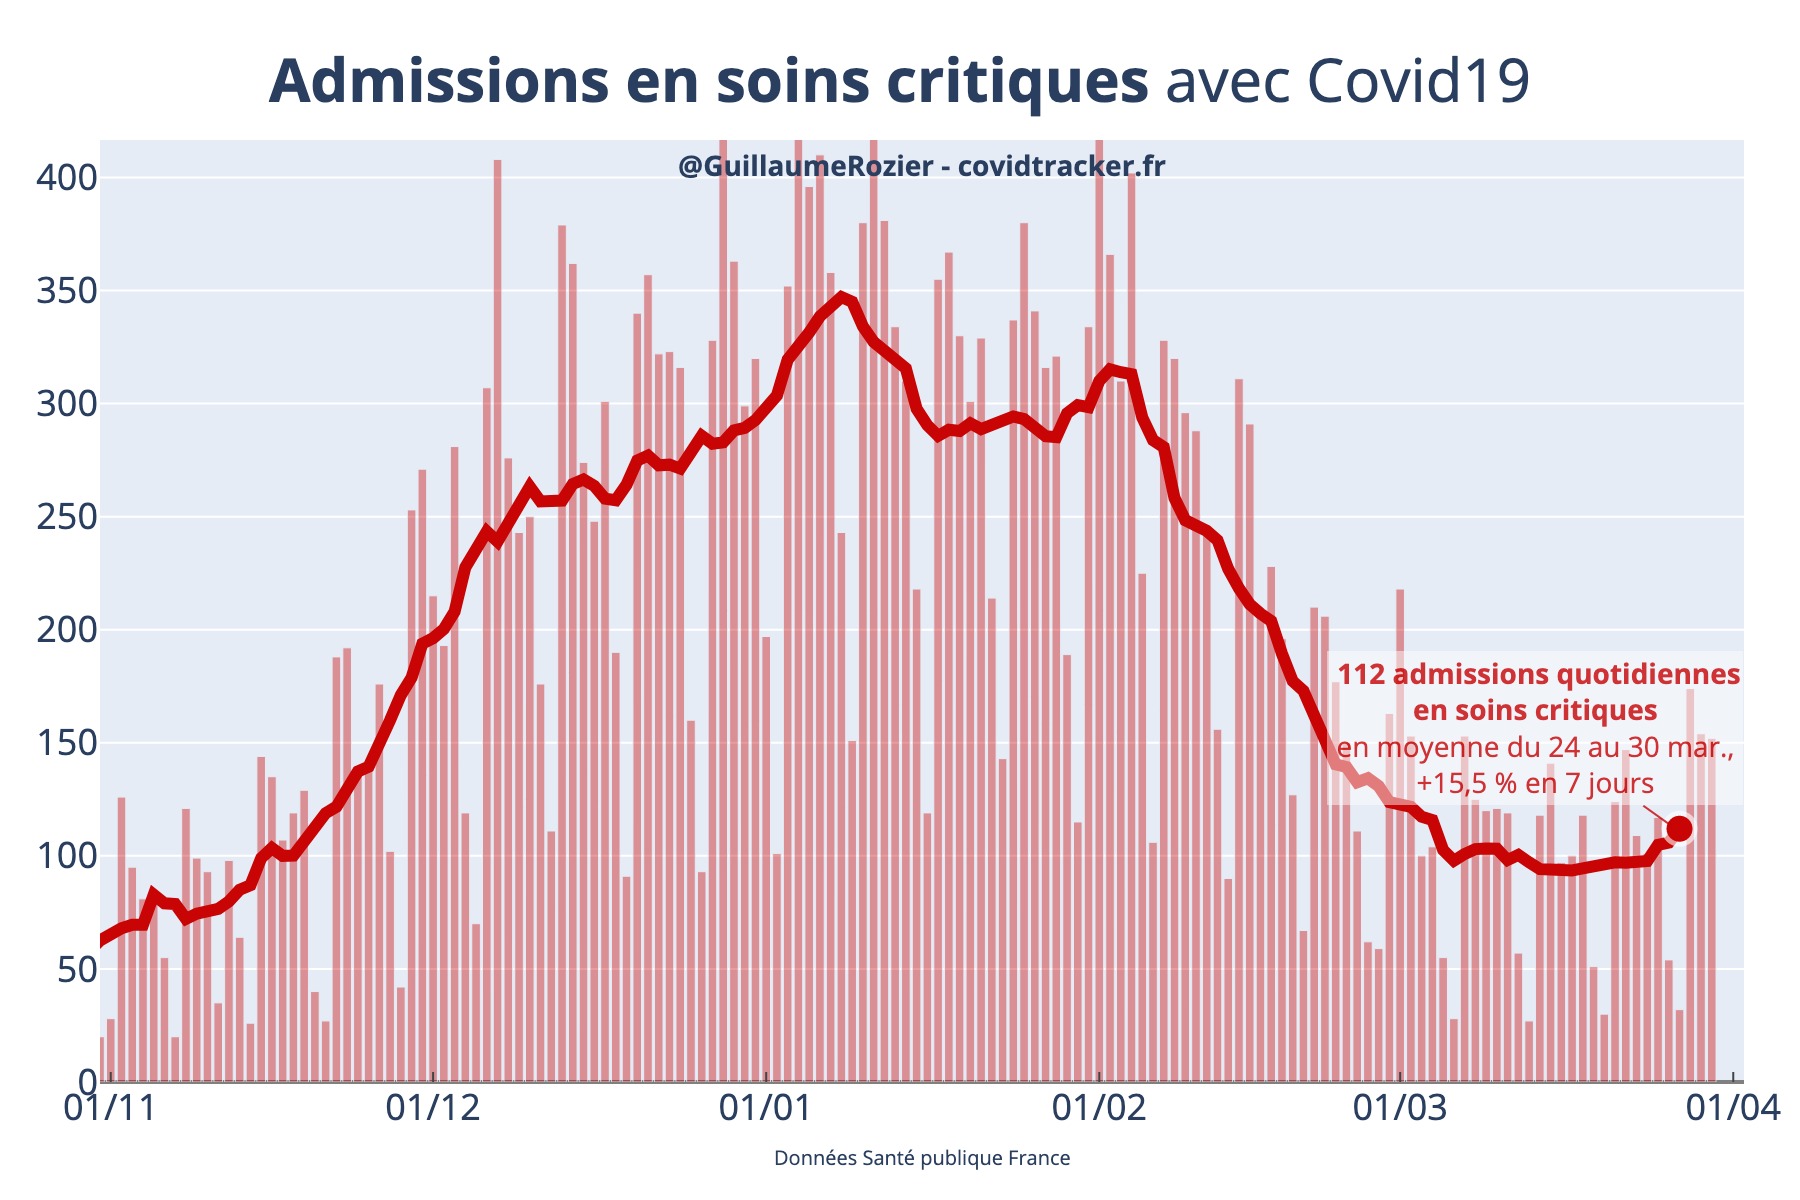 Admissions en soins critiques avec Covid19
@GuillaumeRozier - covidtracker.fr
400
350
300
250
200
150
100
50
0
112 admissions quotidiennes
en soins critiques
en moyenne du 24 au 30 mar.,
+15,5 % en 7 jours
01/11
01/12
01/01
01/02
01/03
01/04
Données Santé publique France